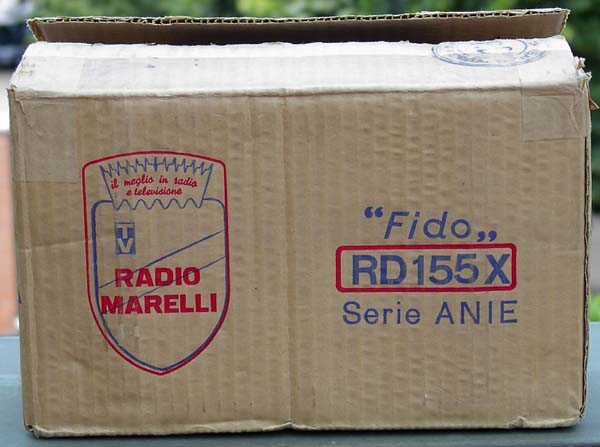 il meglio in radio
e televisione
TV
RADIO
MARELLI
"Fido„
RD155X
Serie ANIE